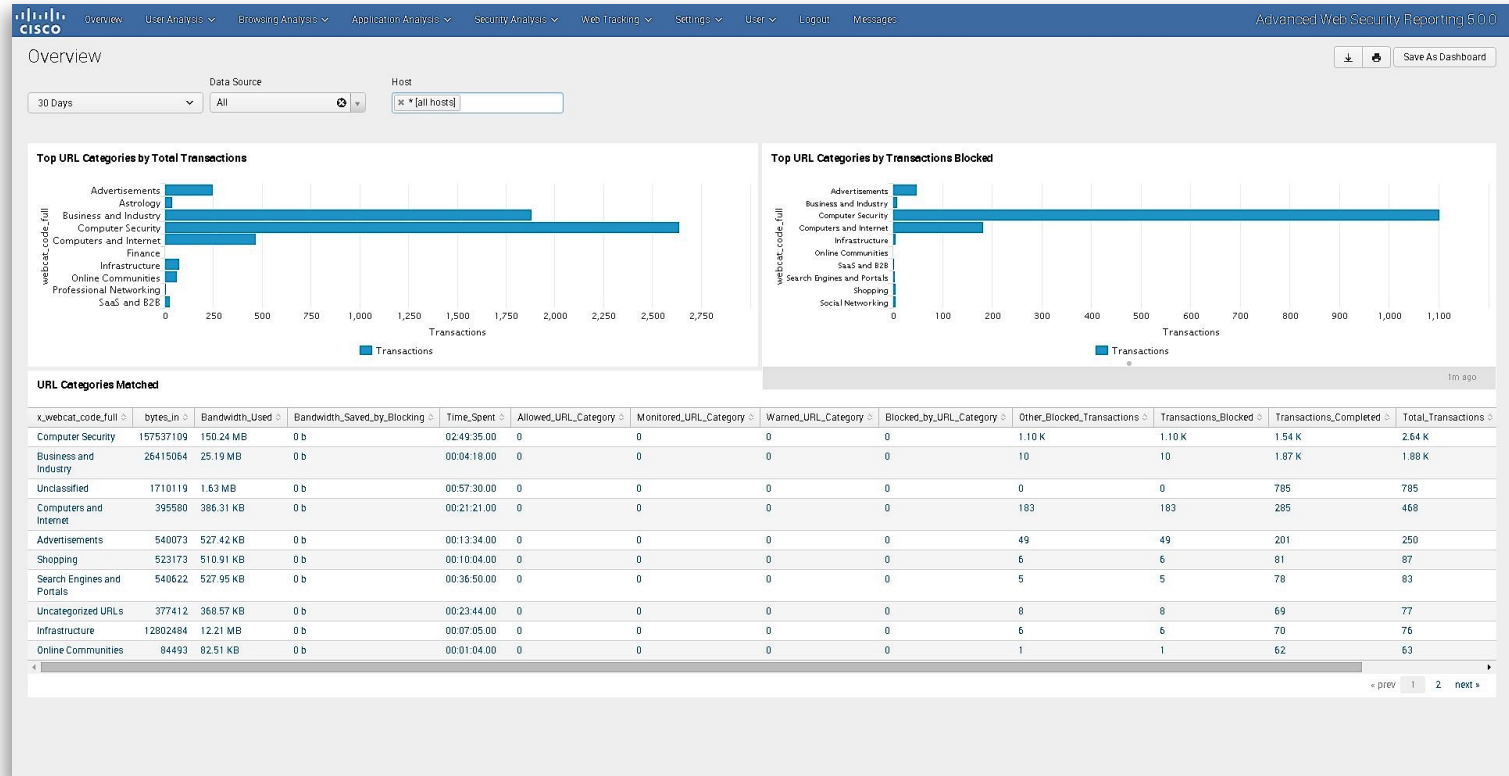 CISCO
Overview User Analysis Browsing Analysis Application Analysis Security Analysis Web Tracking Settings User Logout Messages Advanced Web Security Reporting 5.0.0
Overview
Save As Dashboard
Data Source Host
30 Days All * [all hosts]
Top URL Categories by Total Transactions
webcat_code_full
Advertisements
Astrology
Business and Industry
Computer Security
Computers and Internet
Finance
Infrastructure
Online Communities
Professional Networking
SaaS and B2B
0 250 500 750 1,000 1,250 1,500 1,750 2,000 2,250 2,500 2,750
Transactions
Transactions
Top URL Categories by Transactions Blocked
webcat_code_full
Advertisements
Business and Industry
Computer Security
Computers and Internet
Infrastructure
Online Communities
SaaS and B2B
Search Engines and Portals
Shopping
Social Networking
0 100 200 300 400 500 600 700 800 900 1,000 1,100
Transactions
Transactions
1m ago
URL Categories Matched
x_webcat_code_full bytes_in Bandwidth_Used Bandwidth_Saved_by_Blocking Time_Spent Allowed_URL_Category Monitored_URL_Category Warned_URL_Category Blocked_by_URL_Category Other_Blocked_Transactions Transactions_Blocked Transactions_Completed Total_Transactions
Computer Security 157537109 150.24 MB 0 b 02:49:35.00 0 0 0 0 1.10 K 1.10 K 1.54 K 2.64 K
Business and Industry 26415064 25.19 MB 0 b 00:04:18.00 0 0 0 0 10 10 1.87 K 1.88 K
Unclassified 1710119 1.63 MB 0 b 00:57:30.00 0 0 0 0 0 0 785 785
Computers and Internet 395580 386.31 KB 0 b 00:21:21.00 0 0 0 0 183 183 285 468
Advertisements 540073 527.42 KB 0 b 00:13:34.00 0 0 0 0 49 49 201 250
Shopping 523173 510.91 KB 0 b 00:10:04.00 0 0 0 0 6 6 81 87
Search Engines and Portals 540622 527.95 KB 0 b 00:36:50.00 0 0 0 0 5 5 78 83
Uncategorized URLs 377412 368.57 KB 0 b 00:23:44.00 0 0 0 0 8 8 69 77
Infrastructure 12802484 12.21 MB 0 b 00:07:05.00 0 0 0 0 6 6 70 76
Online Communities 84493 82.51 KB 0 b 00:01:04.00 0 0 0 0 1 1 62 63
« prev 1 2 next »